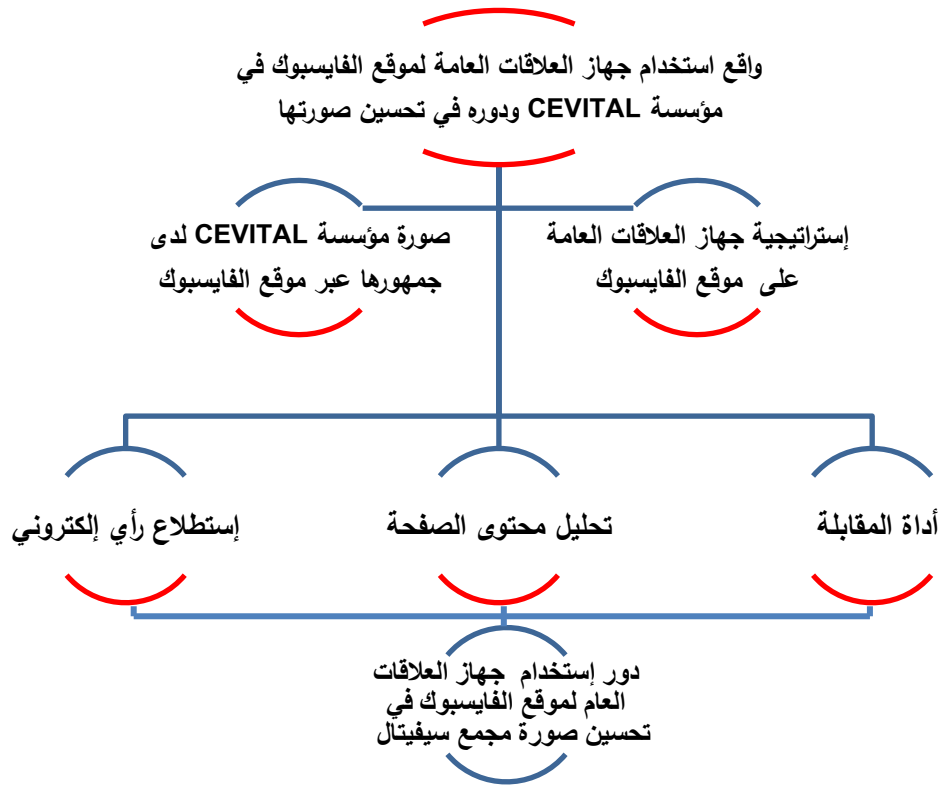 واقع استخدام جهاز العلاقات العامة لموقع الفايسبوك في
مؤسسة CEVITAL ودوره في تحسين صورتها
إستراتيجية جهاز العلاقات العامة
على موقع الفايسبوك
صورة مؤسسة CEVITAL لدى
جمهورها عبر موقع الفايسبوك
أداة المقابلة
تحليل محتوى الصفحة
إستطلاع رأي إلكتروني
دور إستخدام جهاز العلاقات
العام لموقع الفايسبوك في
تحسين صورة مجمع سيفيتال